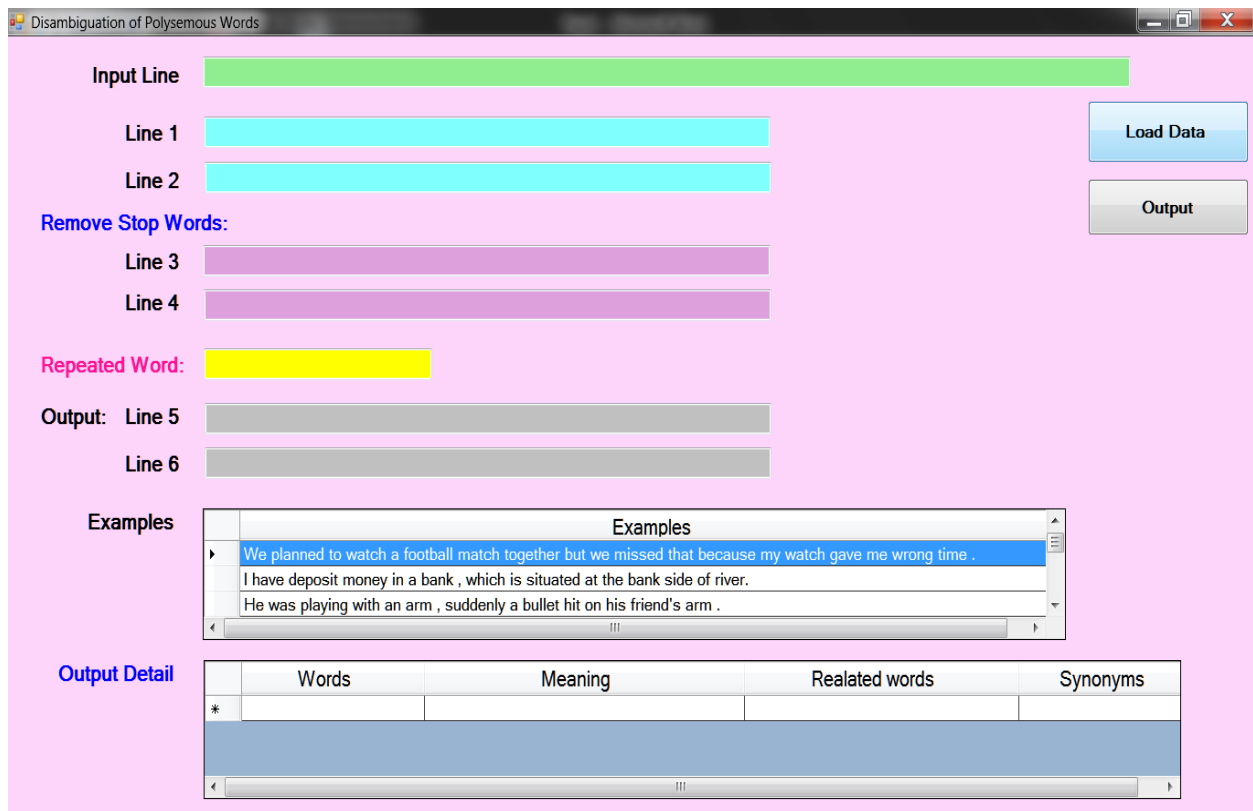 Disambiguation of Polysemous Words
Input Line
Line 1
Load Data
Line 2
Output
Remove Stop Words:
Line 3
Line 4
Repeated Word:
Output: Line 5
Line 6
Examples
Examples
We planned to watch a football match together but we missed that because my watch gave me wrong time .
I have deposit money in a bank , which is situated at the bank side of river.
He was playing with an arm , suddenly a bullet hit on his friend's arm .
Output Detail
Words Meaning Realated words Synonyms